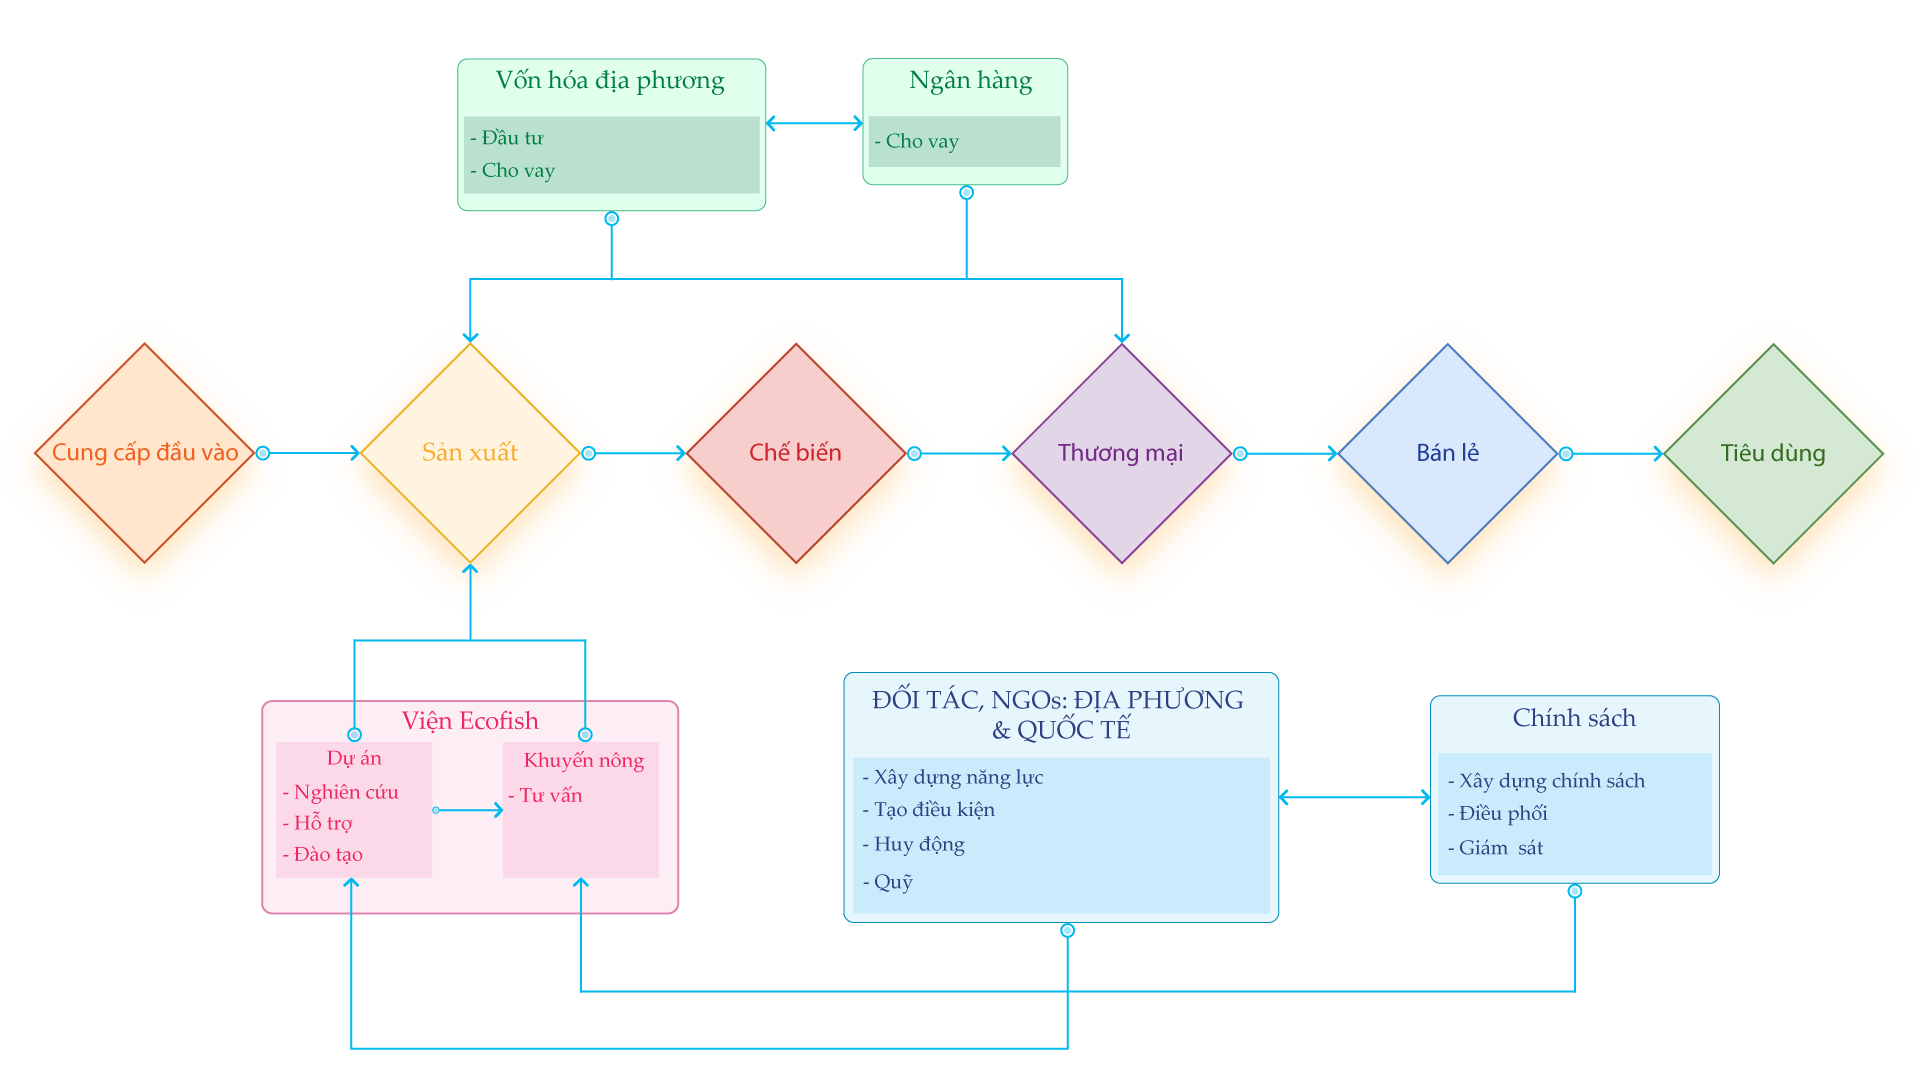 Vốn hóa địa phương
- Đầu tư
- Cho vay
Ngân hàng
- Cho vay
Cung cấp đầu vào
Sản xuất
Chế biến
Thương mại
Bán lẻ
Tiêu dùng
Viện Ecofish
Dự án
- Nghiên cứu
- Hỗ trợ
- Đào tạo
Khuyến nông
- Tư vấn
ĐỐI TÁC, NGOs: ĐỊA PHƯƠNG
& QUỐC TẾ
- Xây dựng năng lực
- Tạo điều kiện
- Huy động
- Quỹ
Chính sách
- Xây dựng chính sách
- Điều phối
- Giám sát